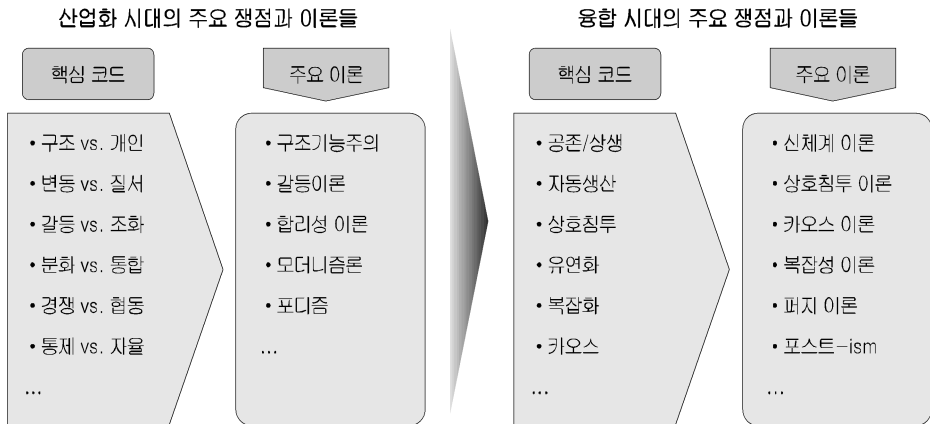 산업화 시대의 주요 쟁점과 이론들
핵심 코드
주요 이론
• 구조 vs. 개인
• 변동 vs. 질서
• 갈등 vs. 조화
• 분화 vs. 통합
• 경쟁 vs. 협동
• 통제 vs. 자율
...
• 구조기능주의
• 갈등이론
• 합리성 이론
• 모더니즘론
• 포디즘
...
융합 시대의 주요 쟁점과 이론들
핵심 코드
주요 이론
• 공존/상생
• 자동생산
• 상호침투
• 유연화
• 복잡화
• 카오스
...
• 신체계 이론
• 상호침투 이론
• 카오스 이론
• 복잡성 이론
• 퍼지 이론
• 포스트-ism
...